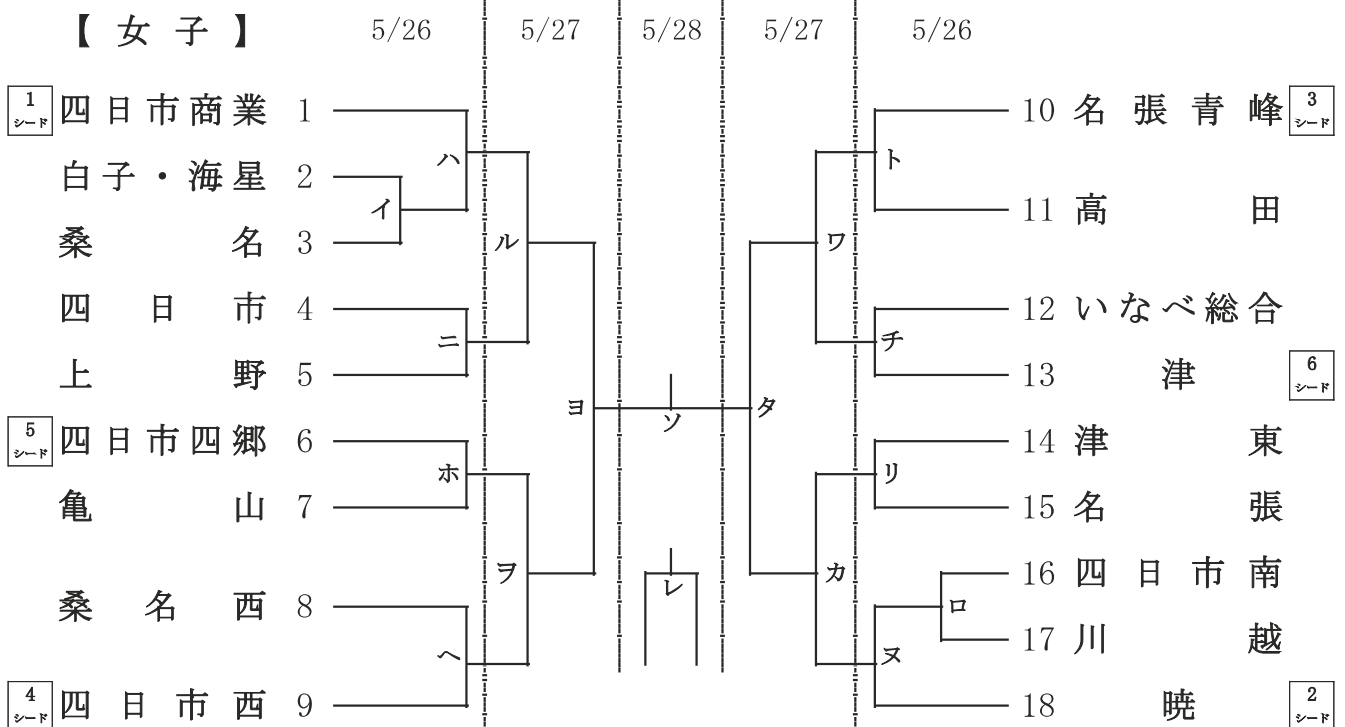 【女子】 5/26 5/27 5/28 5/27 5/26
1シード 四日市商業 1
白子・海星 2
桑名 3
四日市 4
上野 5
5シード 四日市四郷 6
亀山 7
桑名西 8
4シード 四日市西 9
イ
ハ
ニ
ホ
ヘ
ル
ヲ
ヨ
ソ
レ
タ
ワ
カ
ト
チ
リ
ヌ
ロ
10 名張青峰 3シード
11 高田
12 いなべ総合
13 津 6シード
14 津東
15 名張
16 四日市南
17 川越
18 暁 2シード